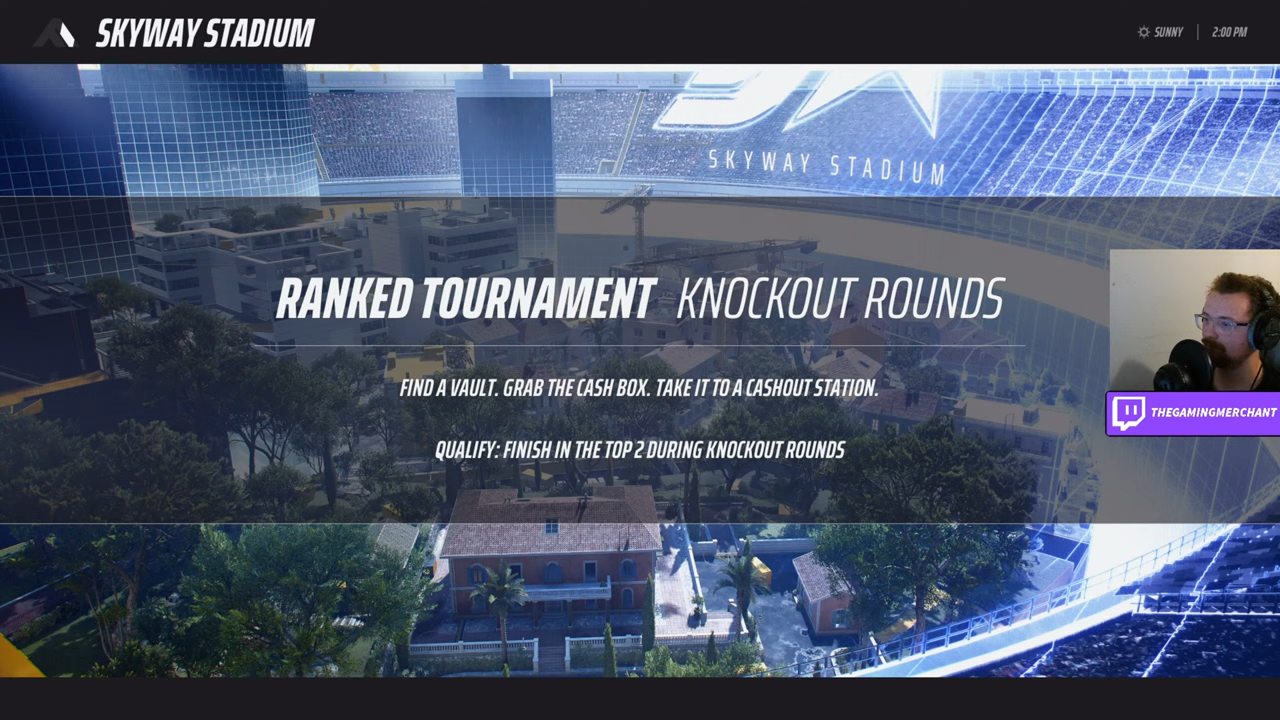 SKYWAY STADIUM
SUNNY
2:00 PM
SKYWAY STADIUM
RANKED TOURNAMENT KNOCKOUT ROUNDS
FIND A VAULT. GRAB THE CASH BOX. TAKE IT TO A CASHOUT STATION.
THEGAMINGMERCHANT
QUALIFY: FINISH IN THE TOP 2 DURING KNOCKOUT ROUNDS